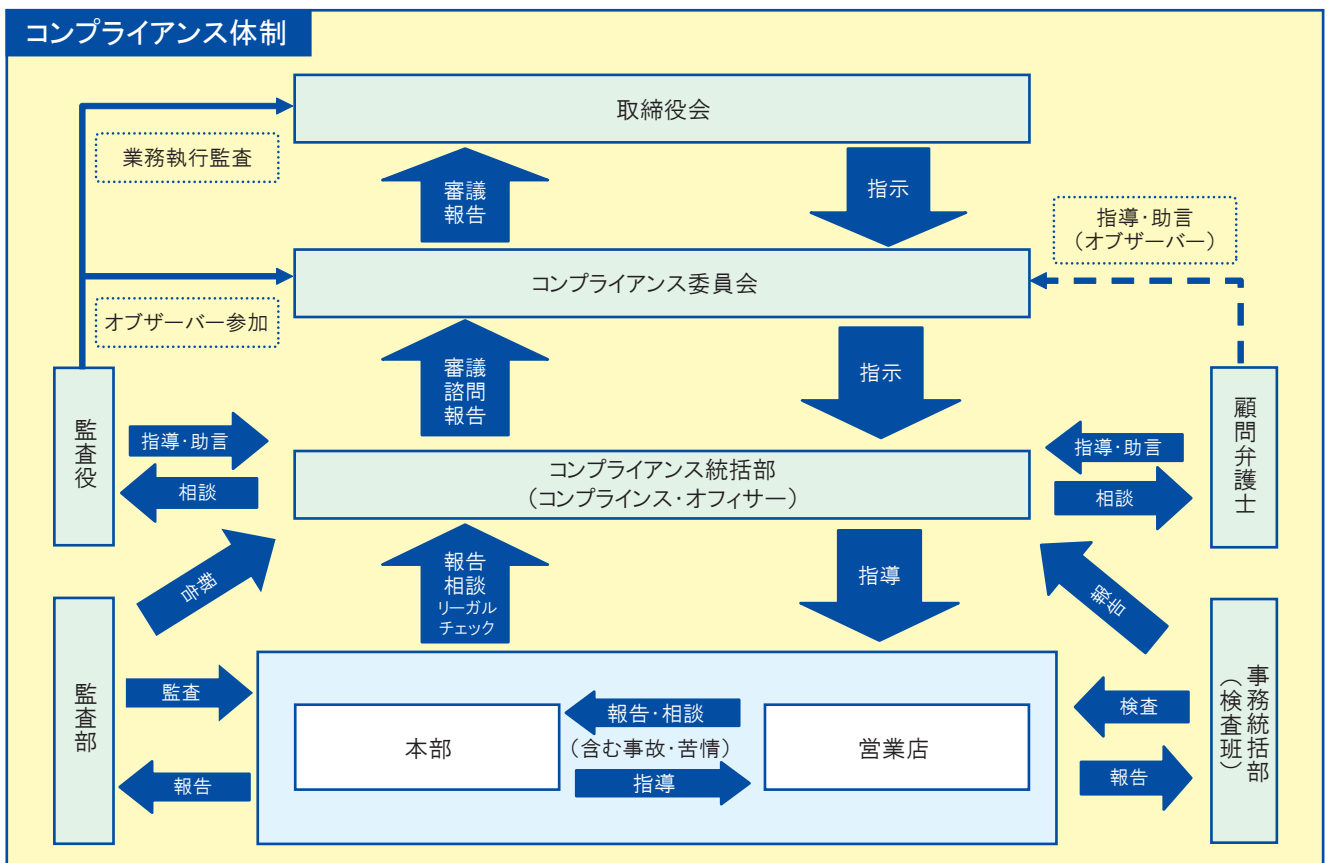 コンプライアンス体制
取締役会
業務執行監査
審議
報告
指示
指導・助言
（オブザーバー）
コンプライアンス委員会
オブザーバー参加
審議
諮問
報告
指示
監査役
指導・助言
相談
コンプライアンス統括部
（コンプラインス・オフィサー）
指導・助言
相談
顧問弁護士
報告
報告
相談
リーガル
チェック
指導
報告
監査部
監査
報告
本部
報告・相談
（含む事故・苦情）
指導
営業店
検査
報告
事務統括部
（検査班）